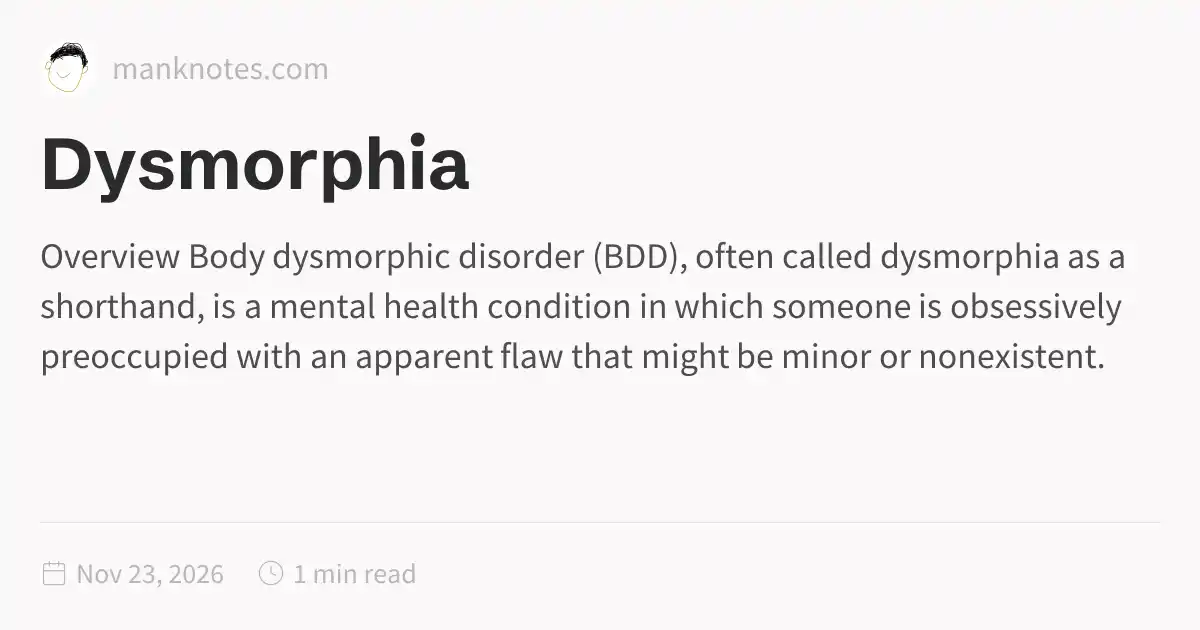 manknotes.com
Dysmorphia
Overview Body dysmorphic disorder (BDD), often called dysmorphia as a
shorthand, is a mental health condition in which someone is obsessively
preoccupied with an apparent flaw that might be minor or nonexistent.
Nov 23, 2026 1 min read